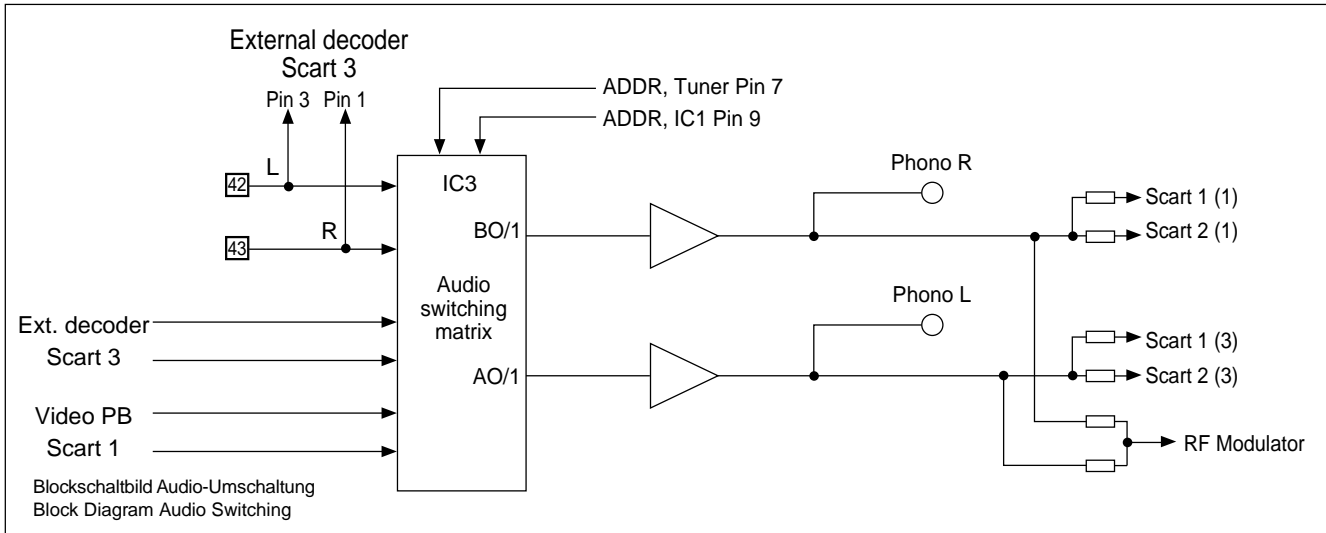 External decoder
Scart 3
Pin 3 Pin 1
ADDR, Tuner Pin 7
ADDR, IC1 Pin 9
L
42
IC3
Phono R
Scart 1 (1)
R
BO/1
Scart 2 (1)
43
Audio
switching
matrix
Phono L
Ext. decoder
Scart 3
Scart 1 (3)
AO/1
Scart 2 (3)
Video PB
Scart 1
RF Modulator
Blockschaltbild Audio-Umschaltung
Block Diagram Audio Switching